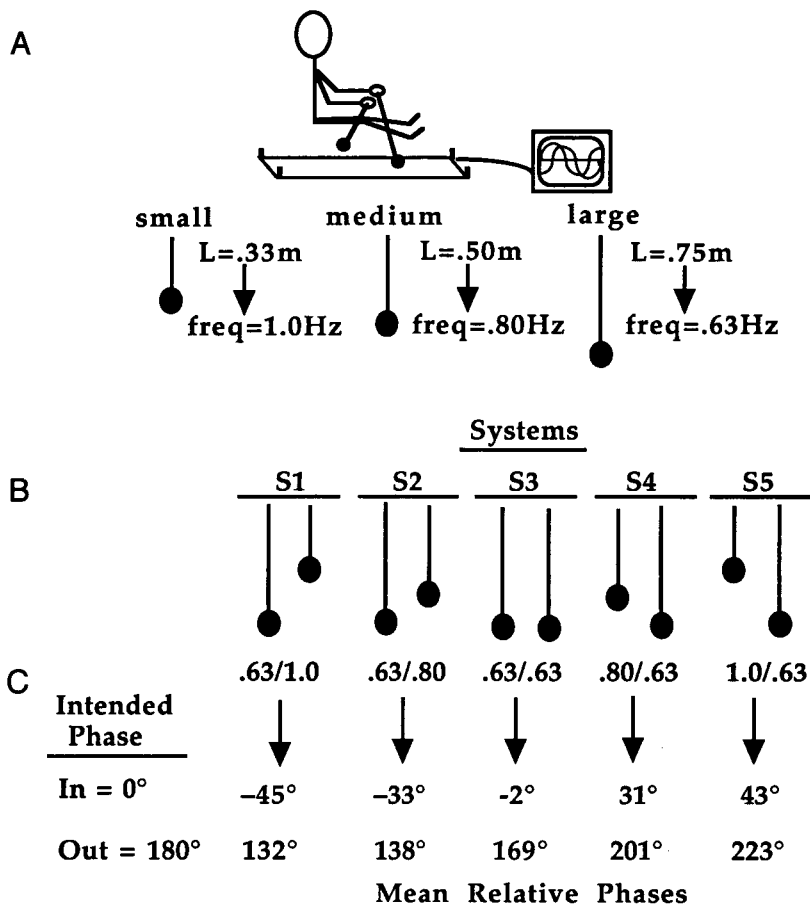 A
small medium large
L=.33m L=.50m L=.75m
freq=1.0Hz freq=.80Hz freq=.63Hz
Systems
B S1 S2 S3 S4 S5
C .63/1.0 .63/.80 .63/.63 .80/.63 1.0/.63
Intended
Phase
In = 0° –45° –33° -2° 31° 43°
Out = 180° 132° 138° 169° 201° 223°
Mean Relative Phases